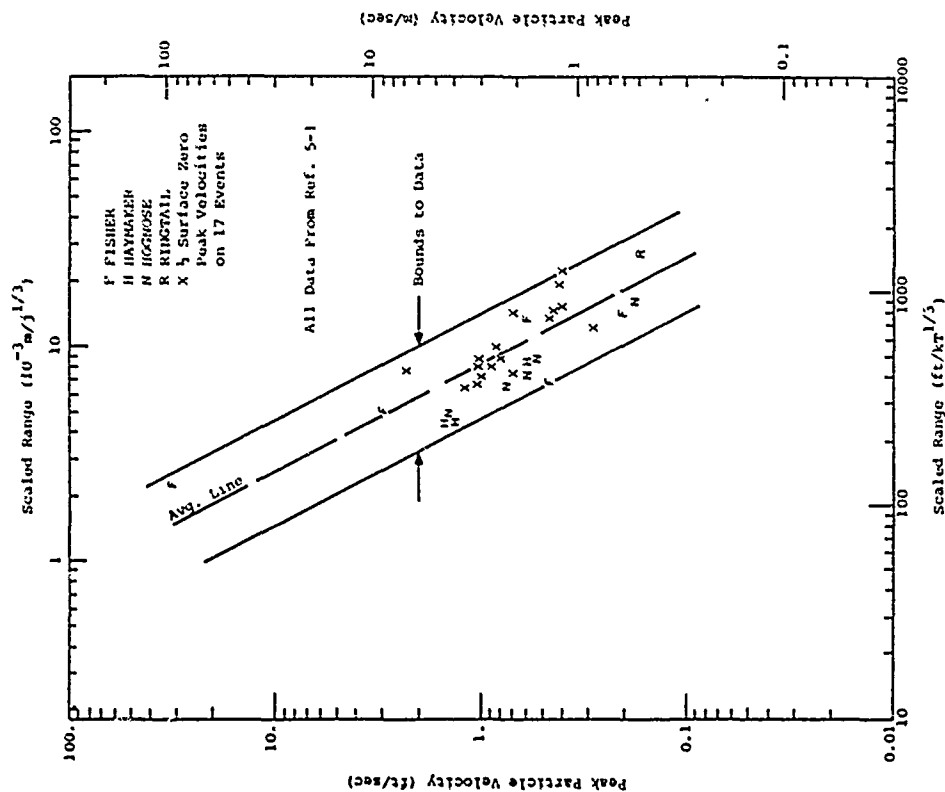 Scaled Range (10⁻³m/j^1/3)
1
10
100
100.
10.
1.
0.1
0.01
Peak Particle Velocity (ft/sec)
F FISHER
H HAYMAKER
N HOGNOSE
R RINGTAIL
X ½ Surface Zero
Peak Velocities
on 17 Events
All Data From Ref. 5-1
Avg. Line
Bounds to Data
100
10
1
0.1
Peak Particle Velocity (m/sec)
10
100
1000
10000
Scaled Range (ft/kT^1/3)